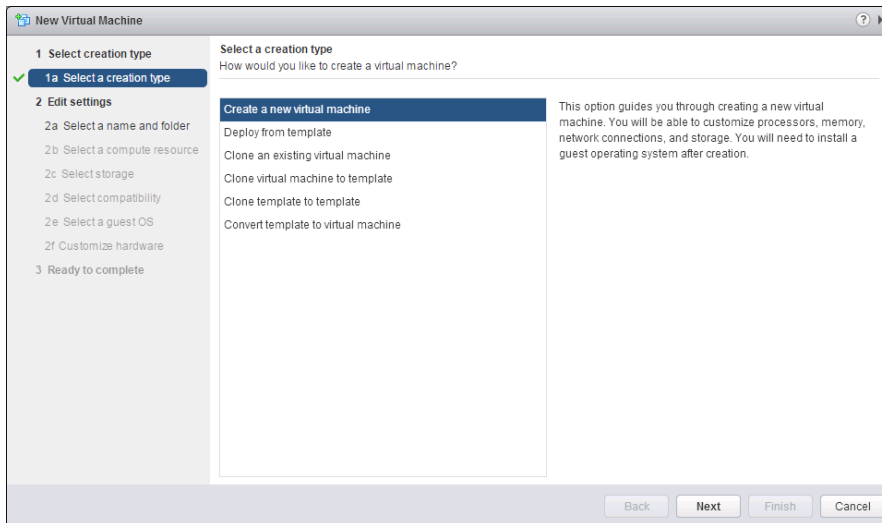 New Virtual Machine
?
1 Select creation type
1a Select a creation type
2 Edit settings
2a Select a name and folder
2b Select a compute resource
2c Select storage
2d Select compatibility
2e Select a guest OS
2f Customize hardware
3 Ready to complete
Select a creation type
How would you like to create a virtual machine?
Create a new virtual machine
Deploy from template
Clone an existing virtual machine
Clone virtual machine to template
Clone template to template
Convert template to virtual machine
This option guides you through creating a new virtual
machine. You will be able to customize processors, memory,
network connections, and storage. You will need to install a
guest operating system after creation.
Back
Next
Finish
Cancel